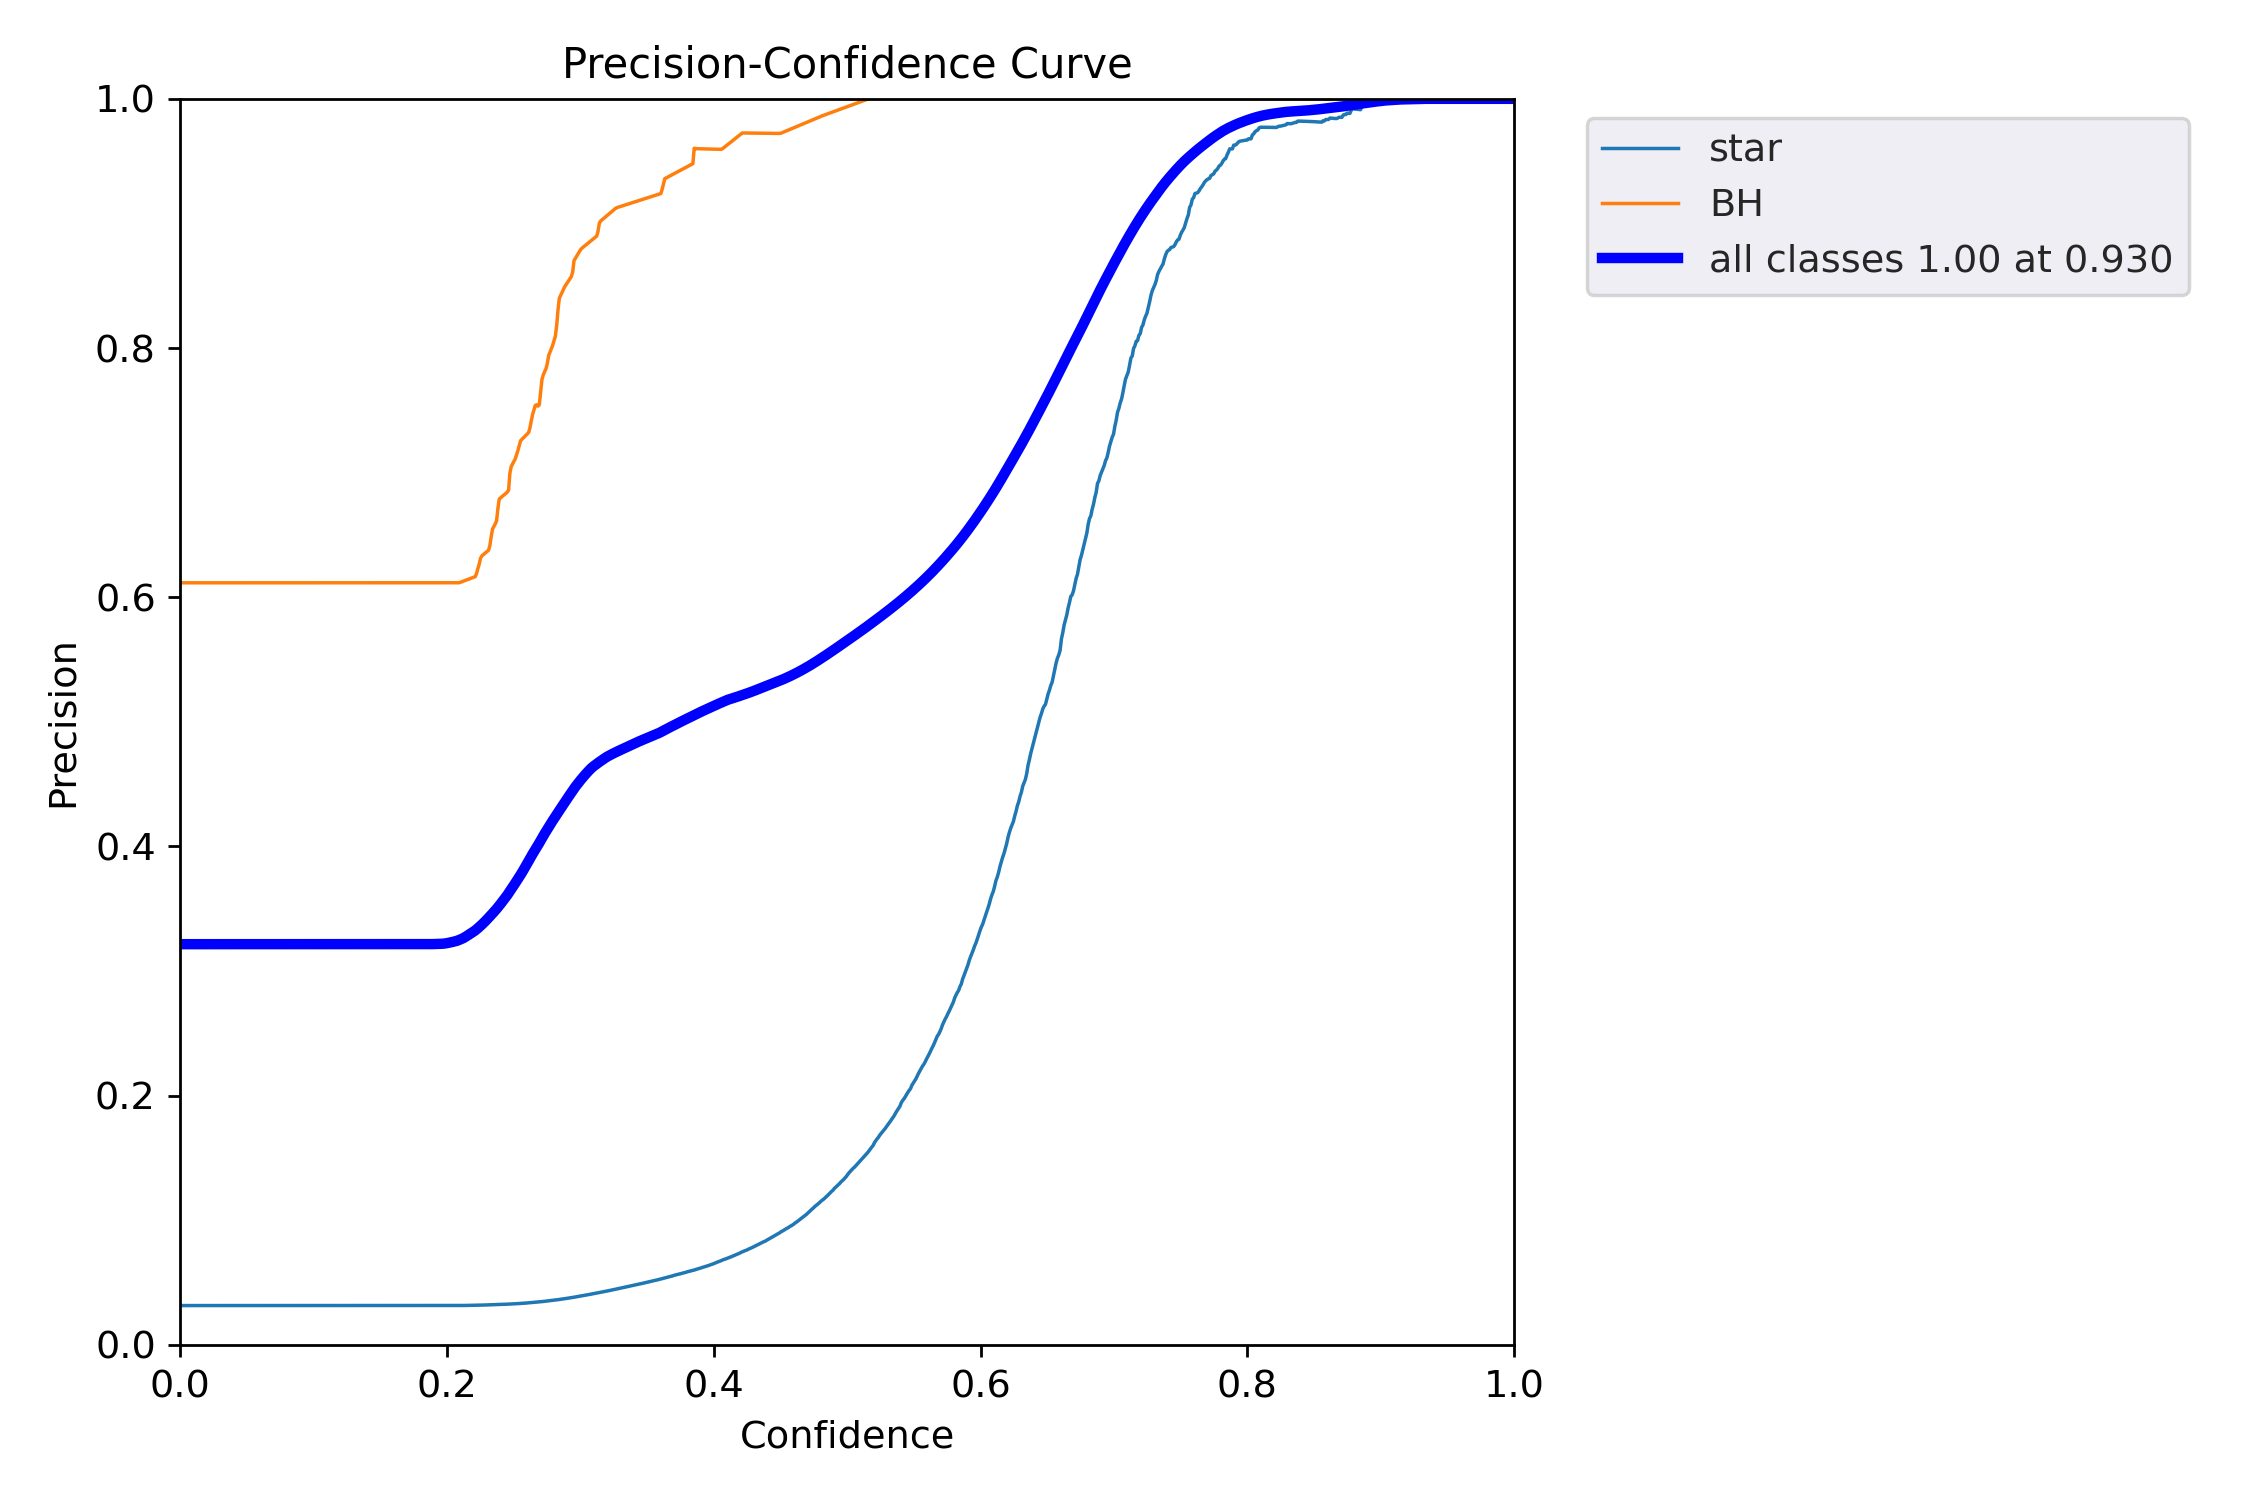 Precision-Confidence Curve
1.0
0.8
0.6
0.4
0.2
0.0
Precision
0.0 0.2 0.4 0.6 0.8 1.0
Confidence
star
BH
all classes 1.00 at 0.930